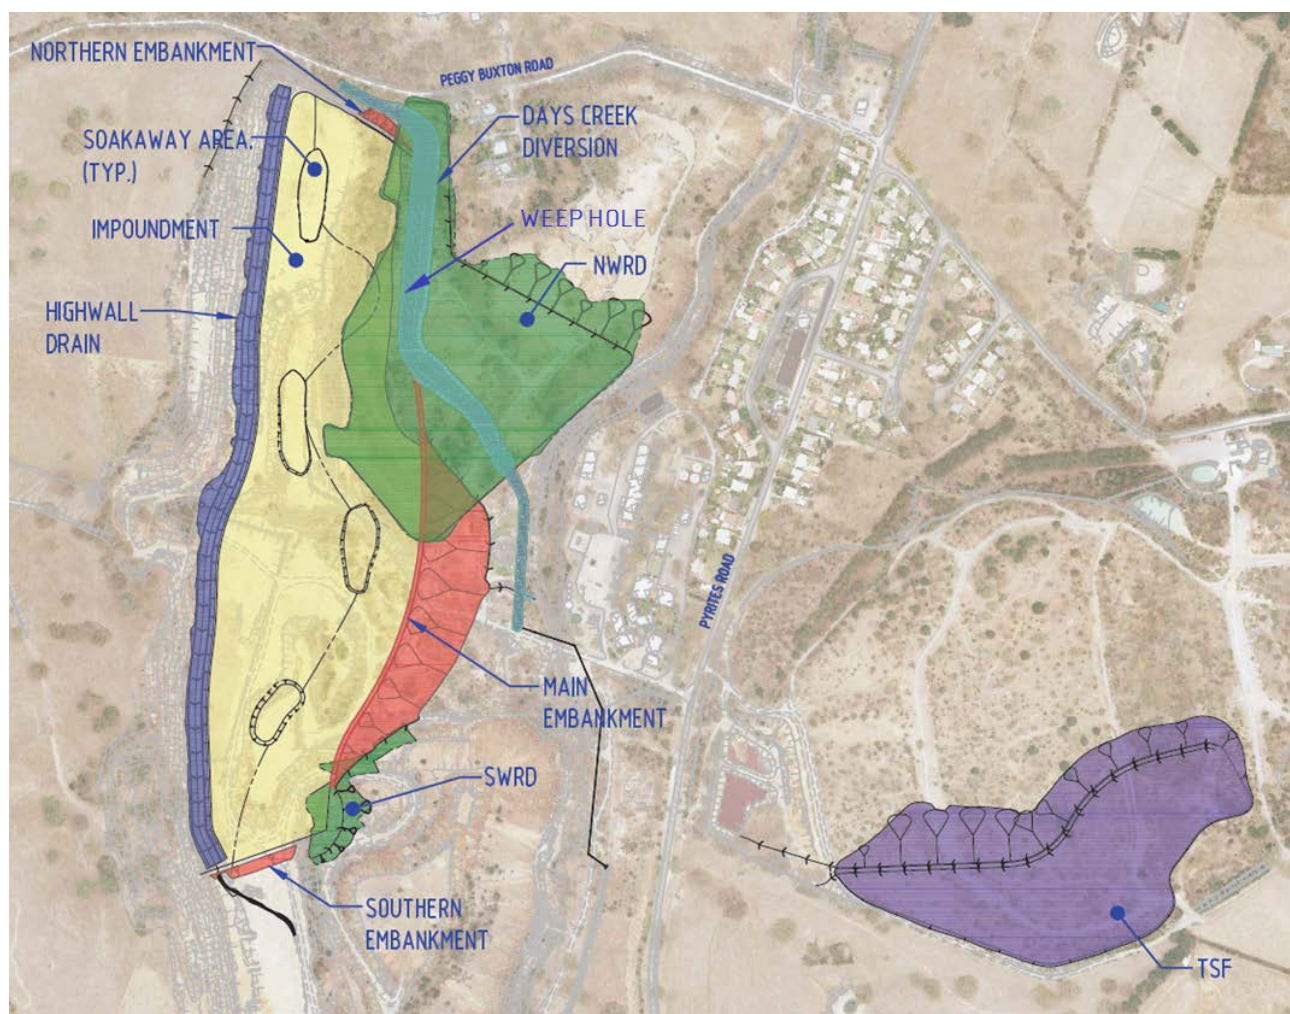 NORTHERN EMBANKMENT
PEGGY BUXTON ROAD
SOAKAWAY AREA.
(TYP.)
DAYS CREEK
DIVERSION
IMPOUNDMENT
WEEP HOLE
NWRD
HIGHWALL
DRAIN
PYRITES ROAD
MAIN
EMBANKMENT
SWRD
SOUTHERN
EMBANKMENT
TSF